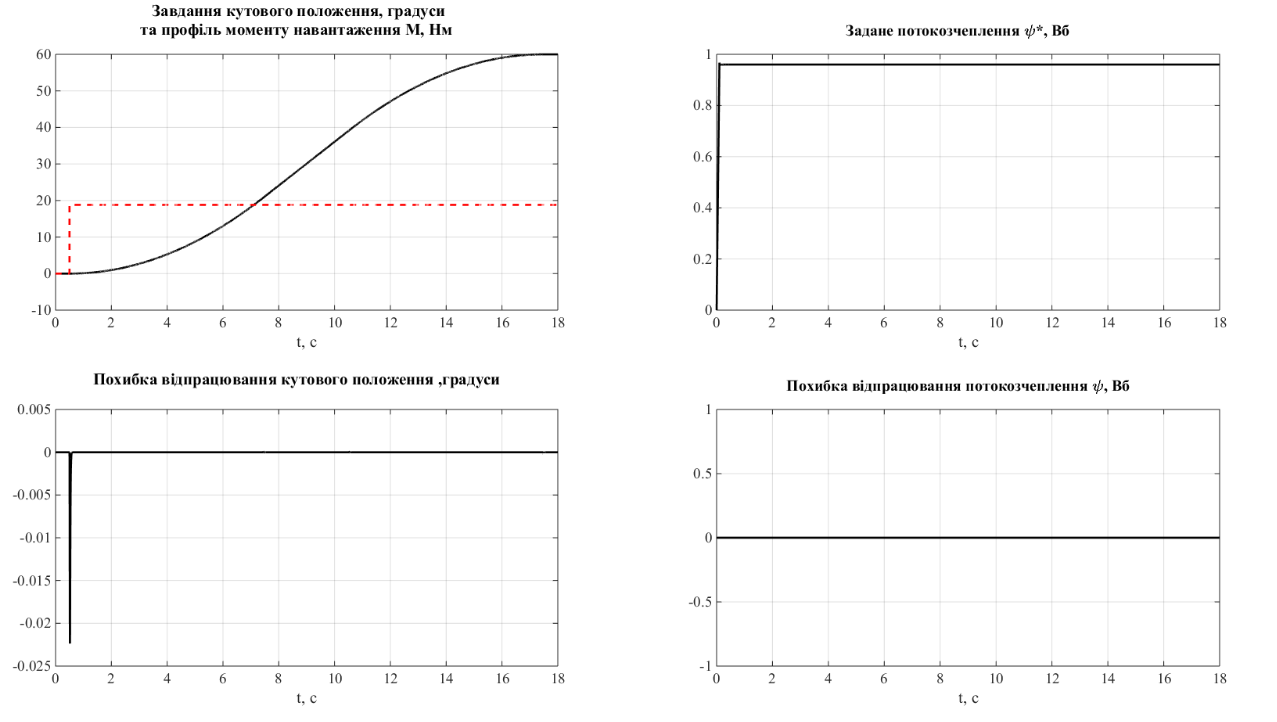 Завдання кутового положення, градуси
та профіль моменту навантаження М, Нм
60
50
40
30
20
10
0
-10
0 2 4 6 8 10 12 14 16 18
t, с
Задане потокозчеплення ψ*, Вб
1
0.8
0.6
0.4
0.2
0
0 2 4 6 8 10 12 14 16 18
t, с
Похибка відпрацювання кутового положення ,градуси
0.005
0
-0.005
-0.01
-0.015
-0.02
-0.025
0 2 4 6 8 10 12 14 16 18
t, с
Похибка відпрацювання потокозчеплення ψ, Вб
1
0.5
0
-0.5
-1
0 2 4 6 8 10 12 14 16 18
t, с